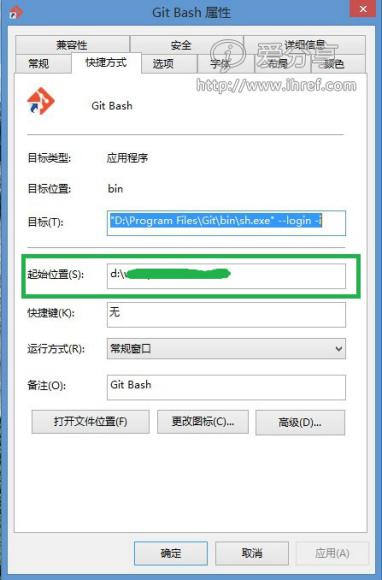 Git Bash 属性
兼容性 安全 详细信息
常规 快捷方式 选项 字体 布局 颜色
爱分享
http://www.ihref.com
Git Bash
目标类型: 应用程序
目标位置: bin
目标(T): "D:\Program Files\Git\bin\sh.exe" --login -i
起始位置(S): d:\
快捷键(K): 无
运行方式(R): 常规窗口
备注(O): Git Bash
打开文件位置(F) 更改图标(C)... 高级(D)...
确定 取消 应用(A)